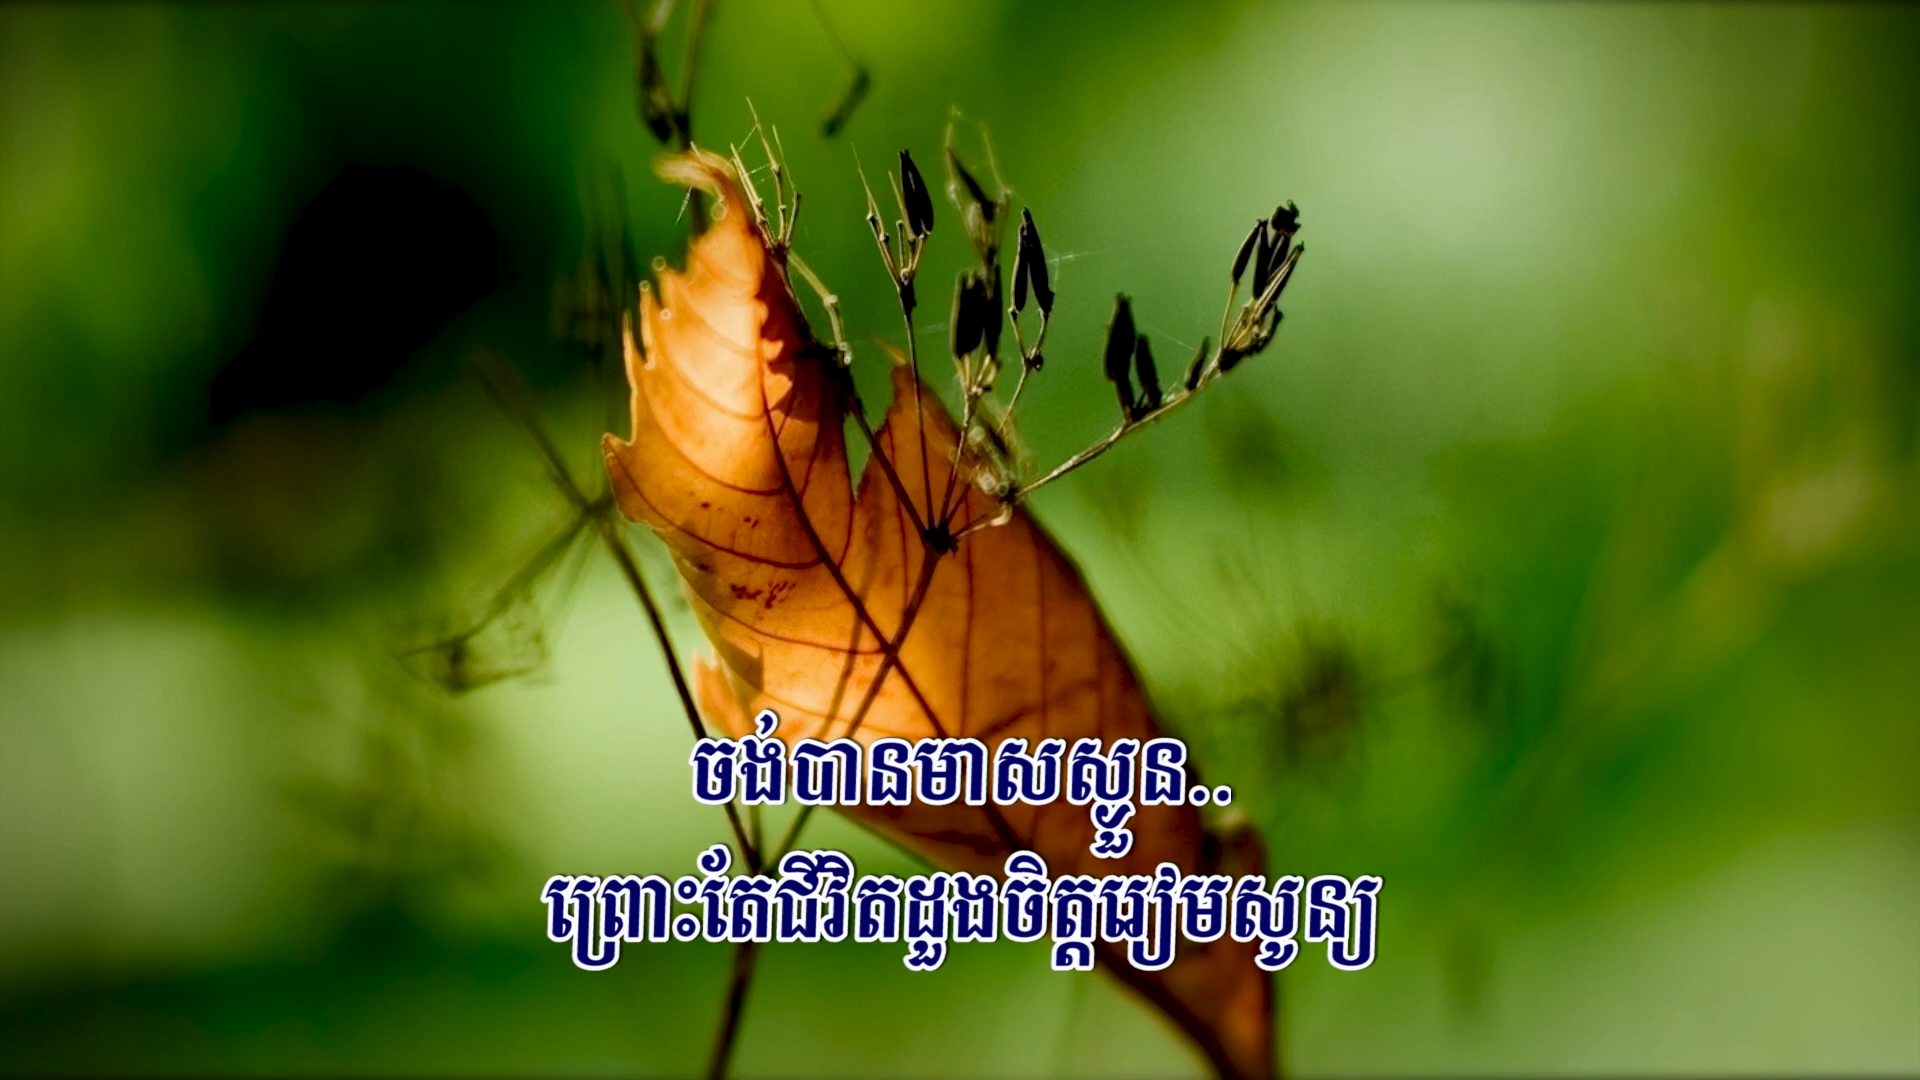 ចង់បានមាសស្ងួន..
ព្រោះតែជីវិតដួងចិត្តរៀមសូន្យ